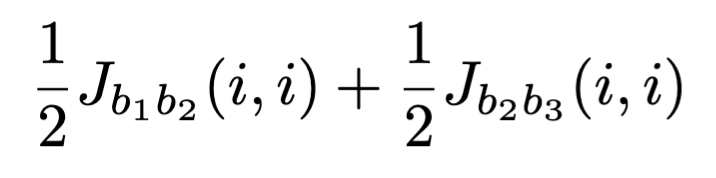 \frac{1}{2} J_{b_1 b_2}(i, i) + \frac{1}{2} J_{b_2 b_3}(i, i)